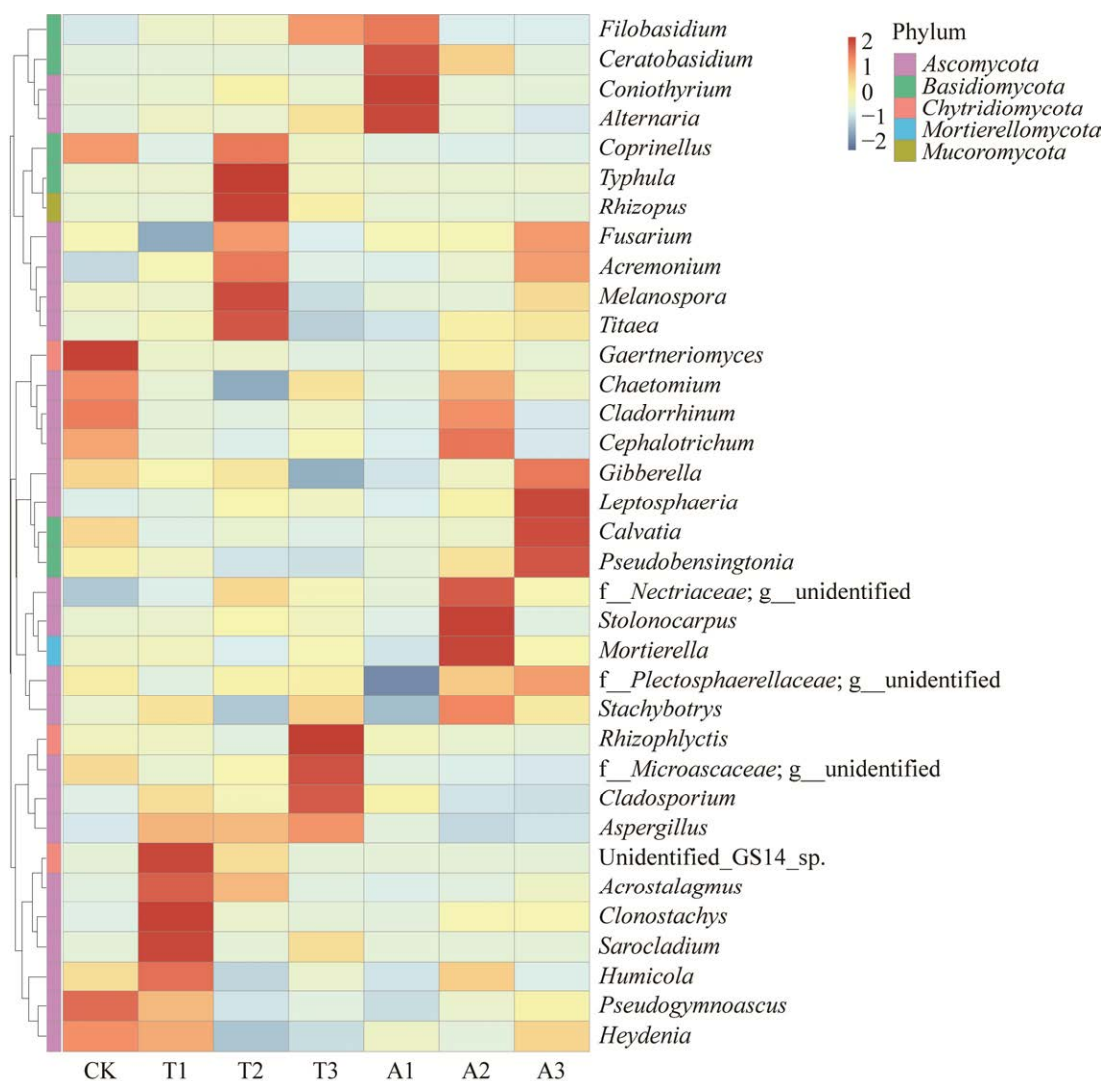 Filobasidium
Ceratobasidium
Coniothyrium
Alternaria
Coprinellus
Typhula
Rhizopus
Fusarium
Acremonium
Melanospora
Titaea
Gaertneriomyces
Chaetomium
Cladorrhinum
Cephalotrichum
Gibberella
Leptosphaeria
Calvatia
Pseudobensingtonia
f__Nectriaceae; g__unidentified
Stolonocarpus
Mortierella
f__Plectosphaerellaceae; g__unidentified
Stachybotrys
Rhizophlyctis
f__Microascaceae; g__unidentified
Cladosporium
Aspergillus
Unidentified_GS14_sp.
Acrostalagmus
Clonostachys
Sarocladium
Humicola
Pseudogymnoascus
Heydenia
CK T1 T2 T3 A1 A2 A3
2
1
0
−1
−2
Phylum
Ascomycota
Basidiomycota
Chytridiomycota
Mortierellomycota
Mucoromycota